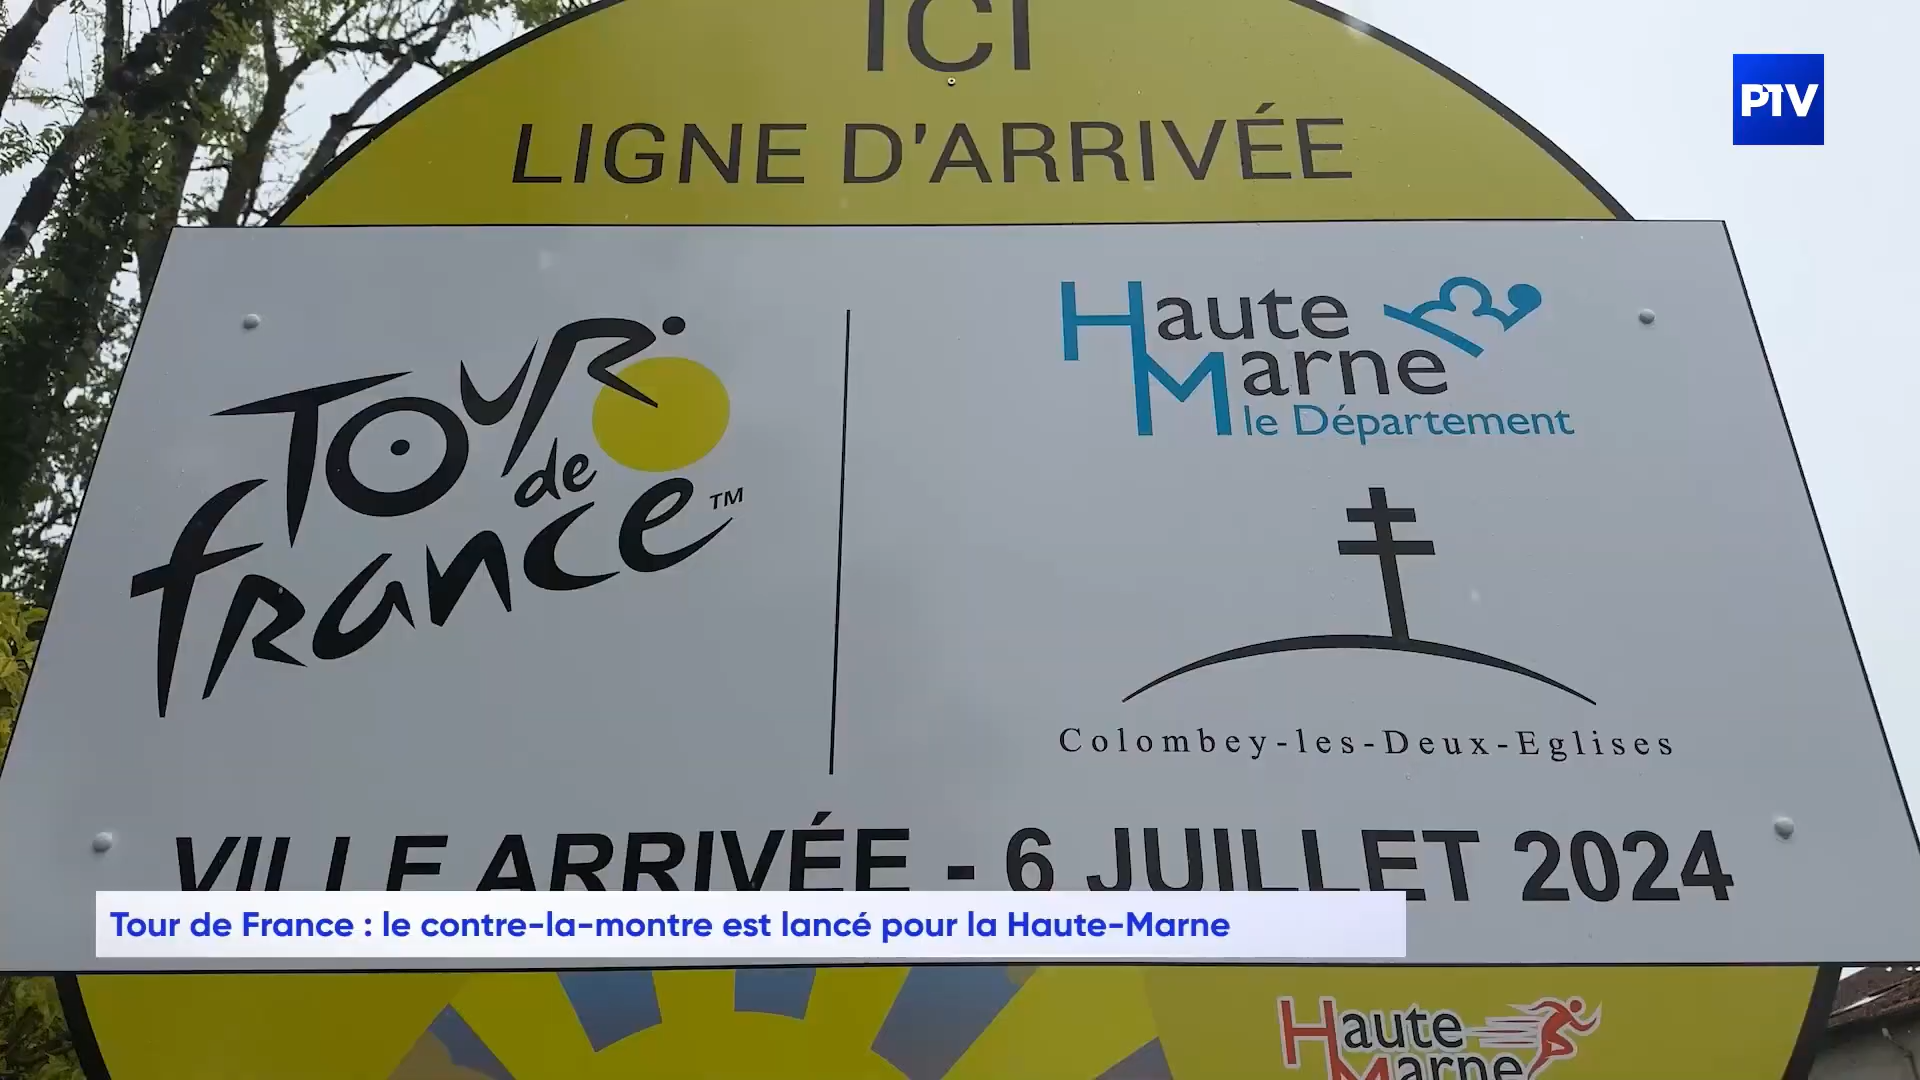 ICI
LIGNE D'ARRIVÉE
PTV
Haute
Marne
le Département
TOUR
de
france™
Colombey-les-Deux-Eglises
VILLE ARRIVÉE - 6 JUILLET 2024
Tour de France : le contre-la-montre est lancé pour la Haute-Marne
Haute
Marne